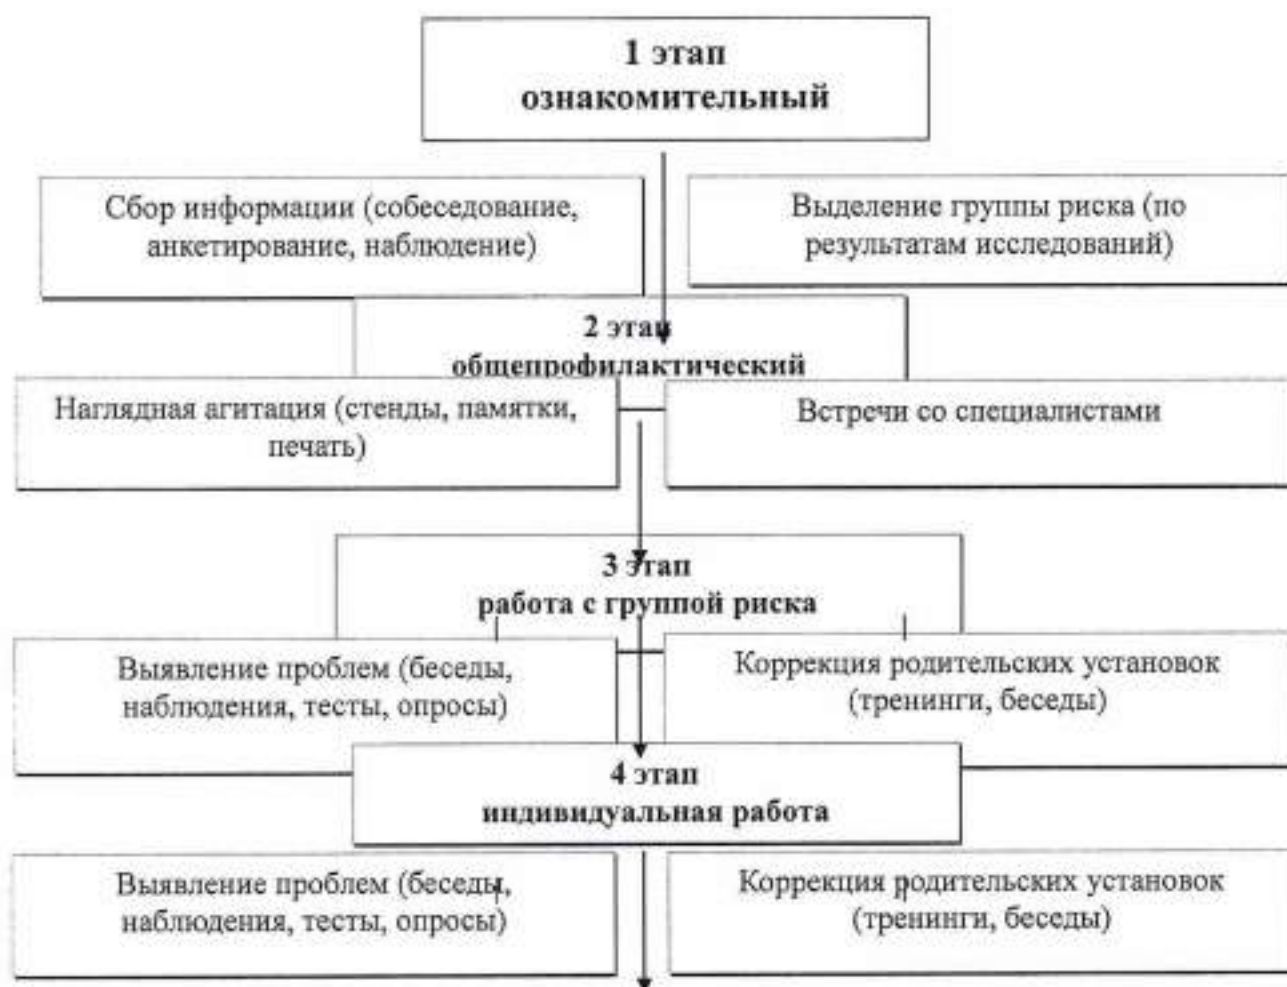 1 этап
ознакомительный
Сбор информации (собеседование,
анкетирование, наблюдение)
Выделение группы риска (по
результатам исследований)
2 этап
общепрофилактический
Наглядная агитация (стенды, памятки,
печать)
Встречи со специалистами
3 этап
работа с группой риска
Выявление проблем (беседы,
наблюдения, тесты, опросы)
Коррекция родительских установок
(тренинги, беседы)
4 этап
индивидуальная работа
Выявление проблем (беседы,
наблюдения, тесты, опросы)
Коррекция родительских установок
(тренинги, беседы)